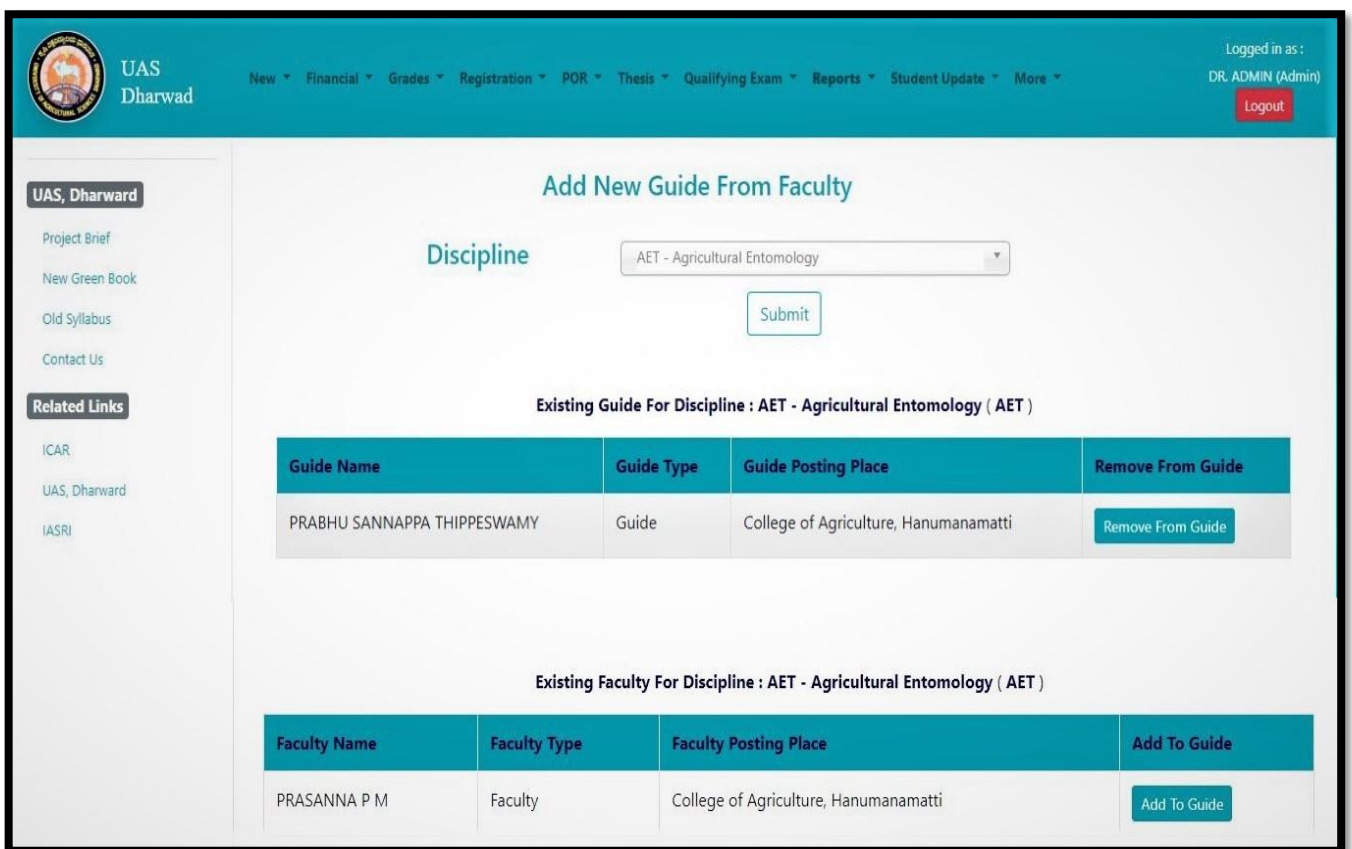 UAS
Dharwad
New Financial Grades Registration POR Thesis Qualifying Exam Reports Student Update More
Logged in as :
DR. ADMIN (Admin)
Logout
UAS, Dharward
Project Brief
New Green Book
Old Syllabus
Contact Us
Related Links
ICAR
UAS, Dharward
IASRI
Add New Guide From Faculty
Discipline AET - Agricultural Entomology
Submit
Existing Guide For Discipline : AET - Agricultural Entomology ( AET )
Guide Name Guide Type Guide Posting Place Remove From Guide
PRABHU SANNAPPA THIPPESWAMY Guide College of Agriculture, Hanumanamatti Remove From Guide
Existing Faculty For Discipline : AET - Agricultural Entomology ( AET )
Faculty Name Faculty Type Faculty Posting Place Add To Guide
PRASANNA P M Faculty College of Agriculture, Hanumanamatti Add To Guide